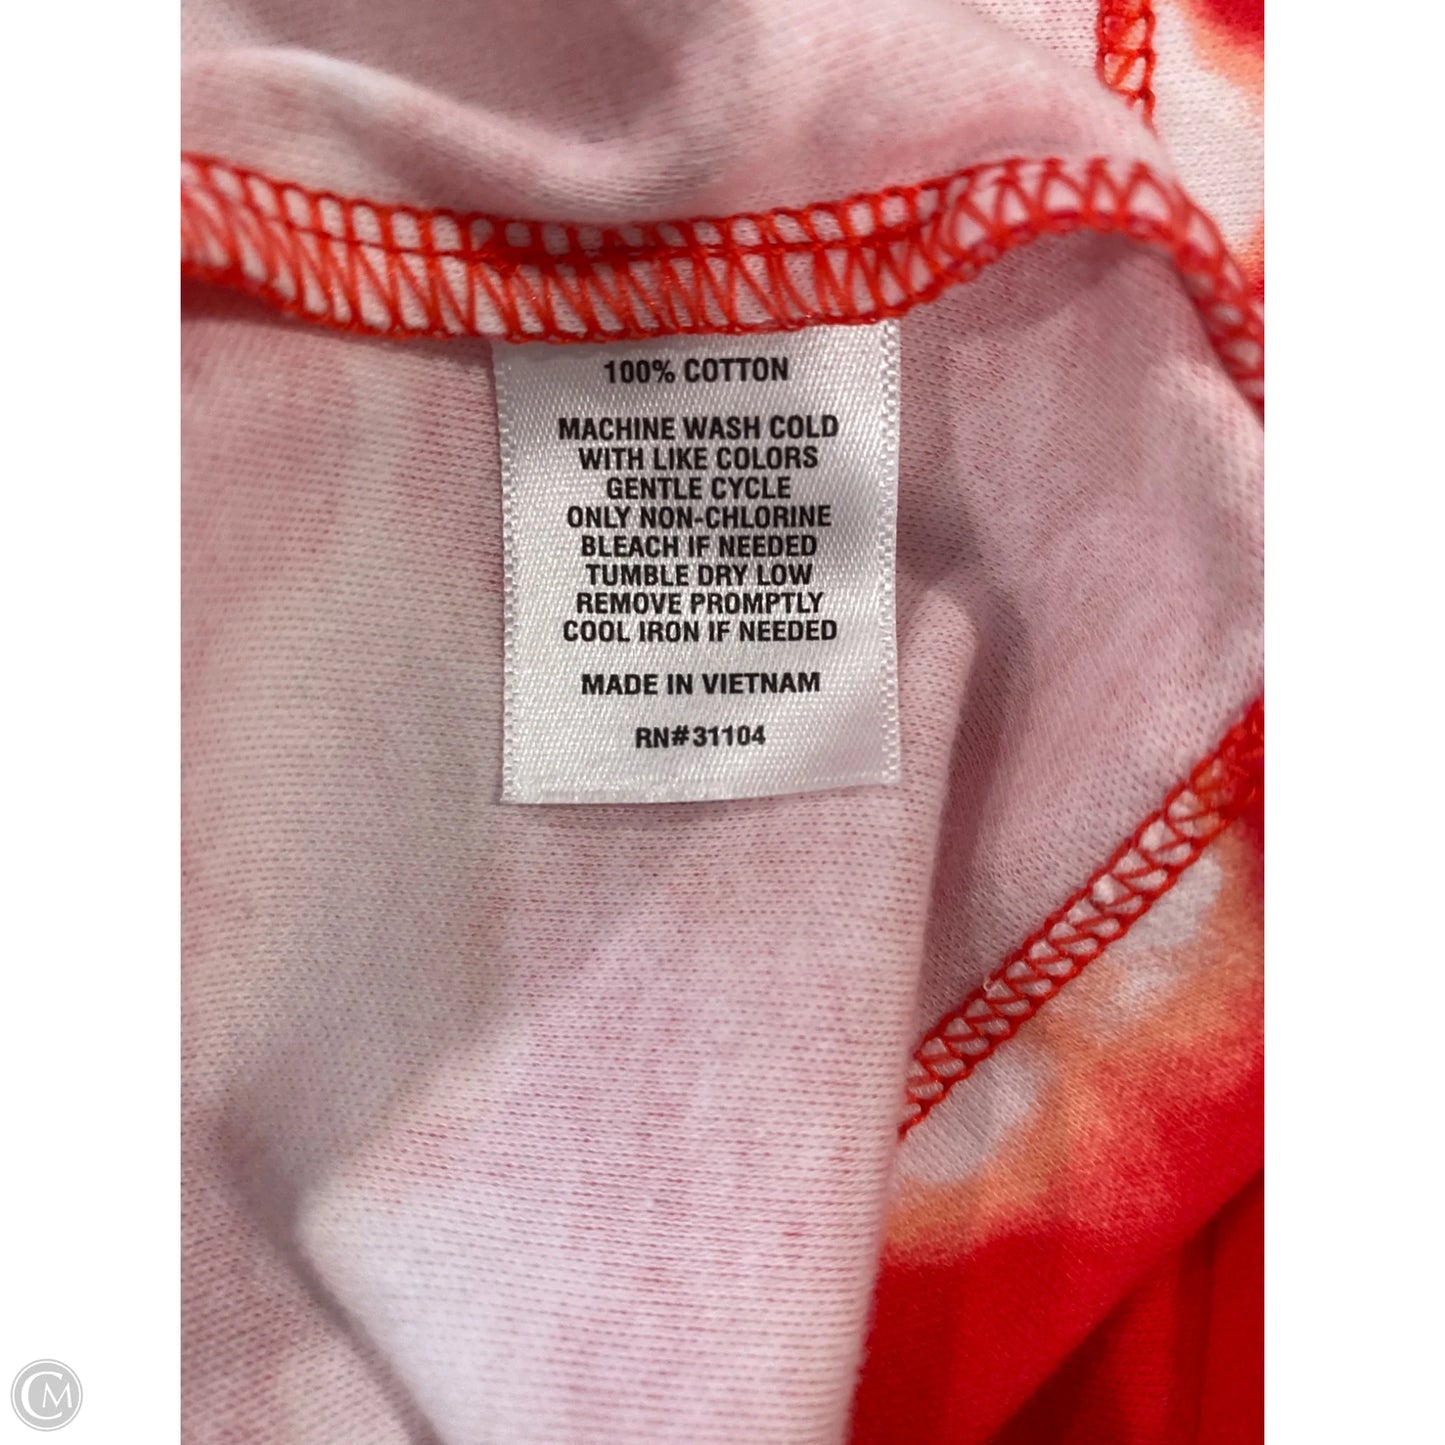 100% COTTON
MACHINE WASH COLD
WITH LIKE COLORS
GENTLE CYCLE
ONLY NON-CHLORINE
BLEACH IF NEEDED
TUMBLE DRY LOW
REMOVE PROMPTLY
COOL IRON IF NEEDED
MADE IN VIETNAM
RN#31104
CM